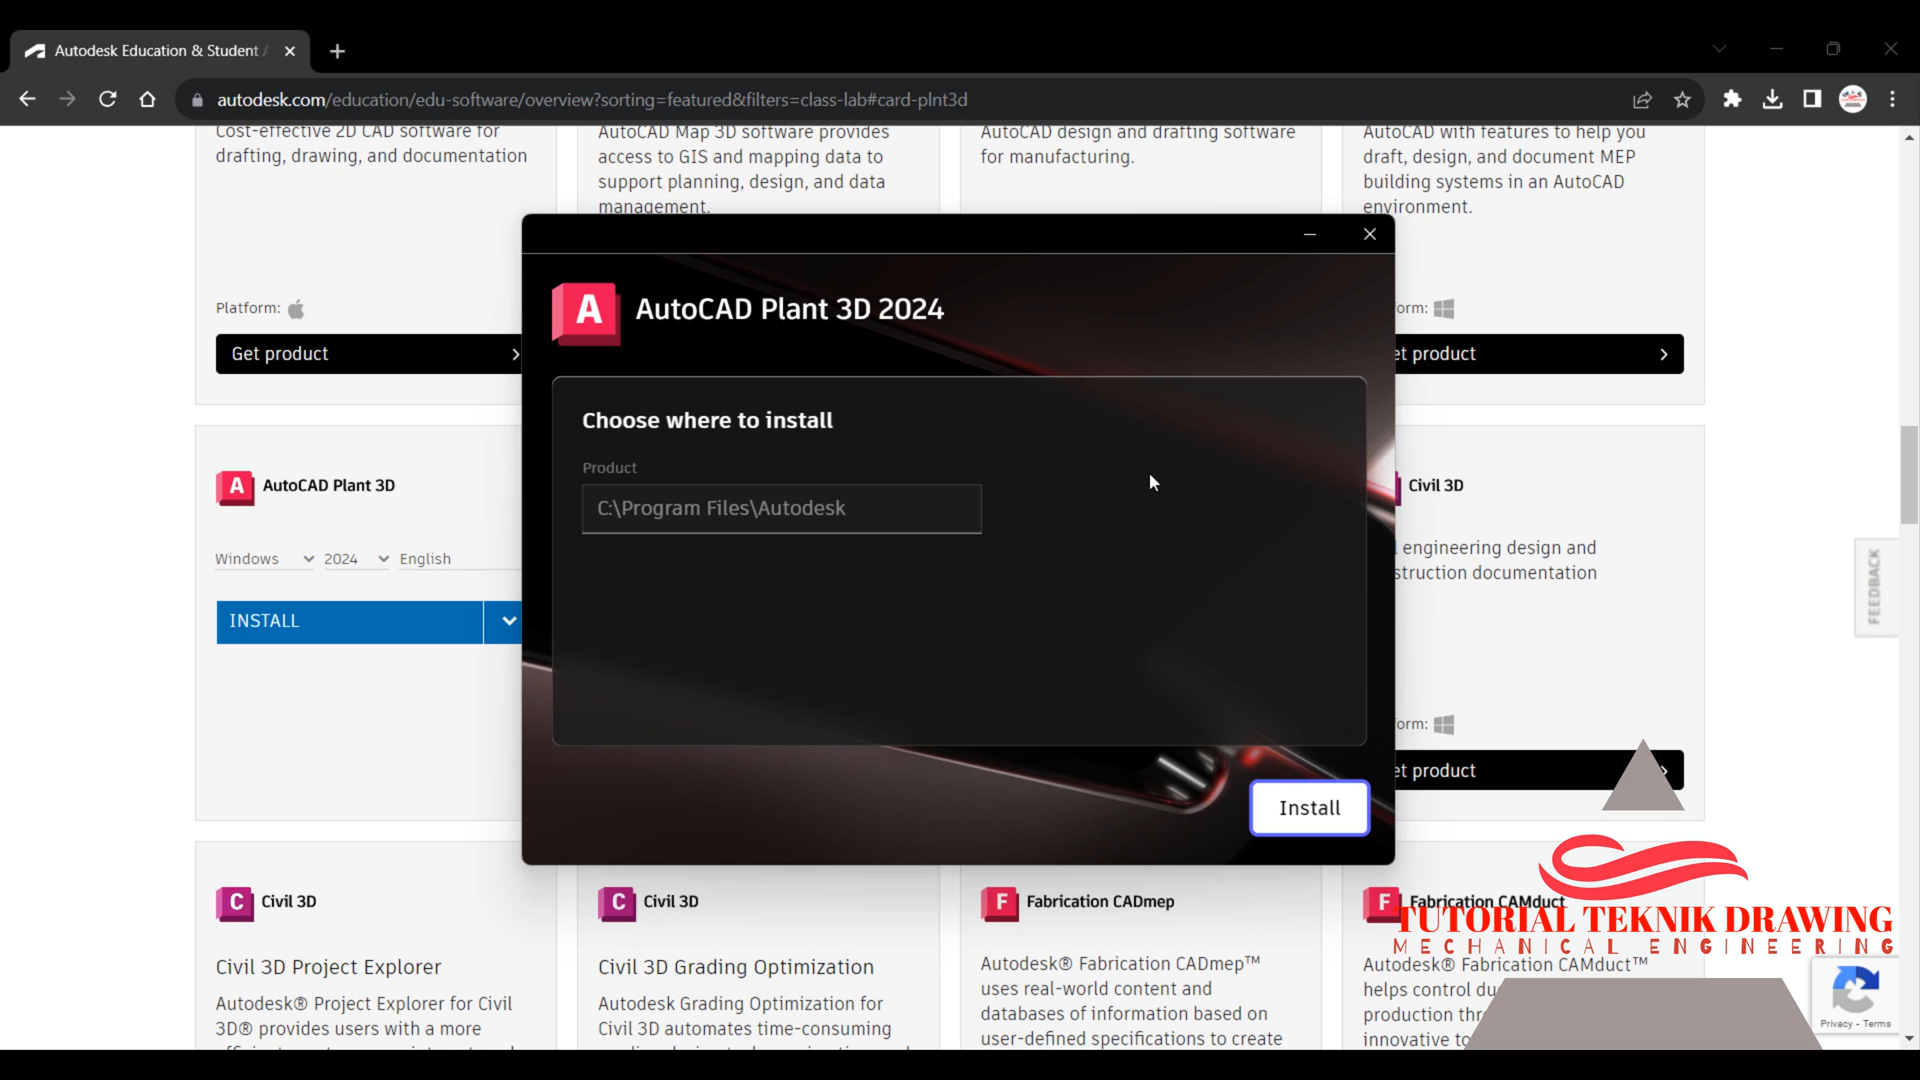 Autodesk Education & Student A
autodesk.com/education/edu-software/overview?sorting=featured&filters=class-lab#card-plnt3d
Cost-effective 2D CAD software for
drafting, drawing, and documentation
Platform:
Get product
AutoCAD Map 3D software provides
access to GIS and mapping data to
support planning, design, and data
management.
AutoCAD design and drafting software
for manufacturing.
AutoCAD with features to help you
draft, design, and document MEP
building systems in an AutoCAD
environment.
orm:
et product
A AutoCAD Plant 3D 2024
Choose where to install
Product
C:\Program Files\Autodesk
Install
A AutoCAD Plant 3D
Windows 2024 English
INSTALL
Civil 3D
engineering design and
struction documentation
orm:
et product
FEEDBACK
C Civil 3D
Civil 3D Project Explorer
Autodesk® Project Explorer for Civil
3D® provides users with a more
C Civil 3D
Civil 3D Grading Optimization
Autodesk Grading Optimization for
Civil 3D automates time-consuming
F Fabrication CADmep
Autodesk® Fabrication CADmep™
uses real-world content and
databases of information based on
user-defined specifications to create
F Fabrication CAMduct
Autodesk® Fabrication CAMduct™
helps control du
production thr
innovative to
TUTORIAL TEKNIK DRAWING
MECHANICAL ENGINEERING
Privacy - Terms